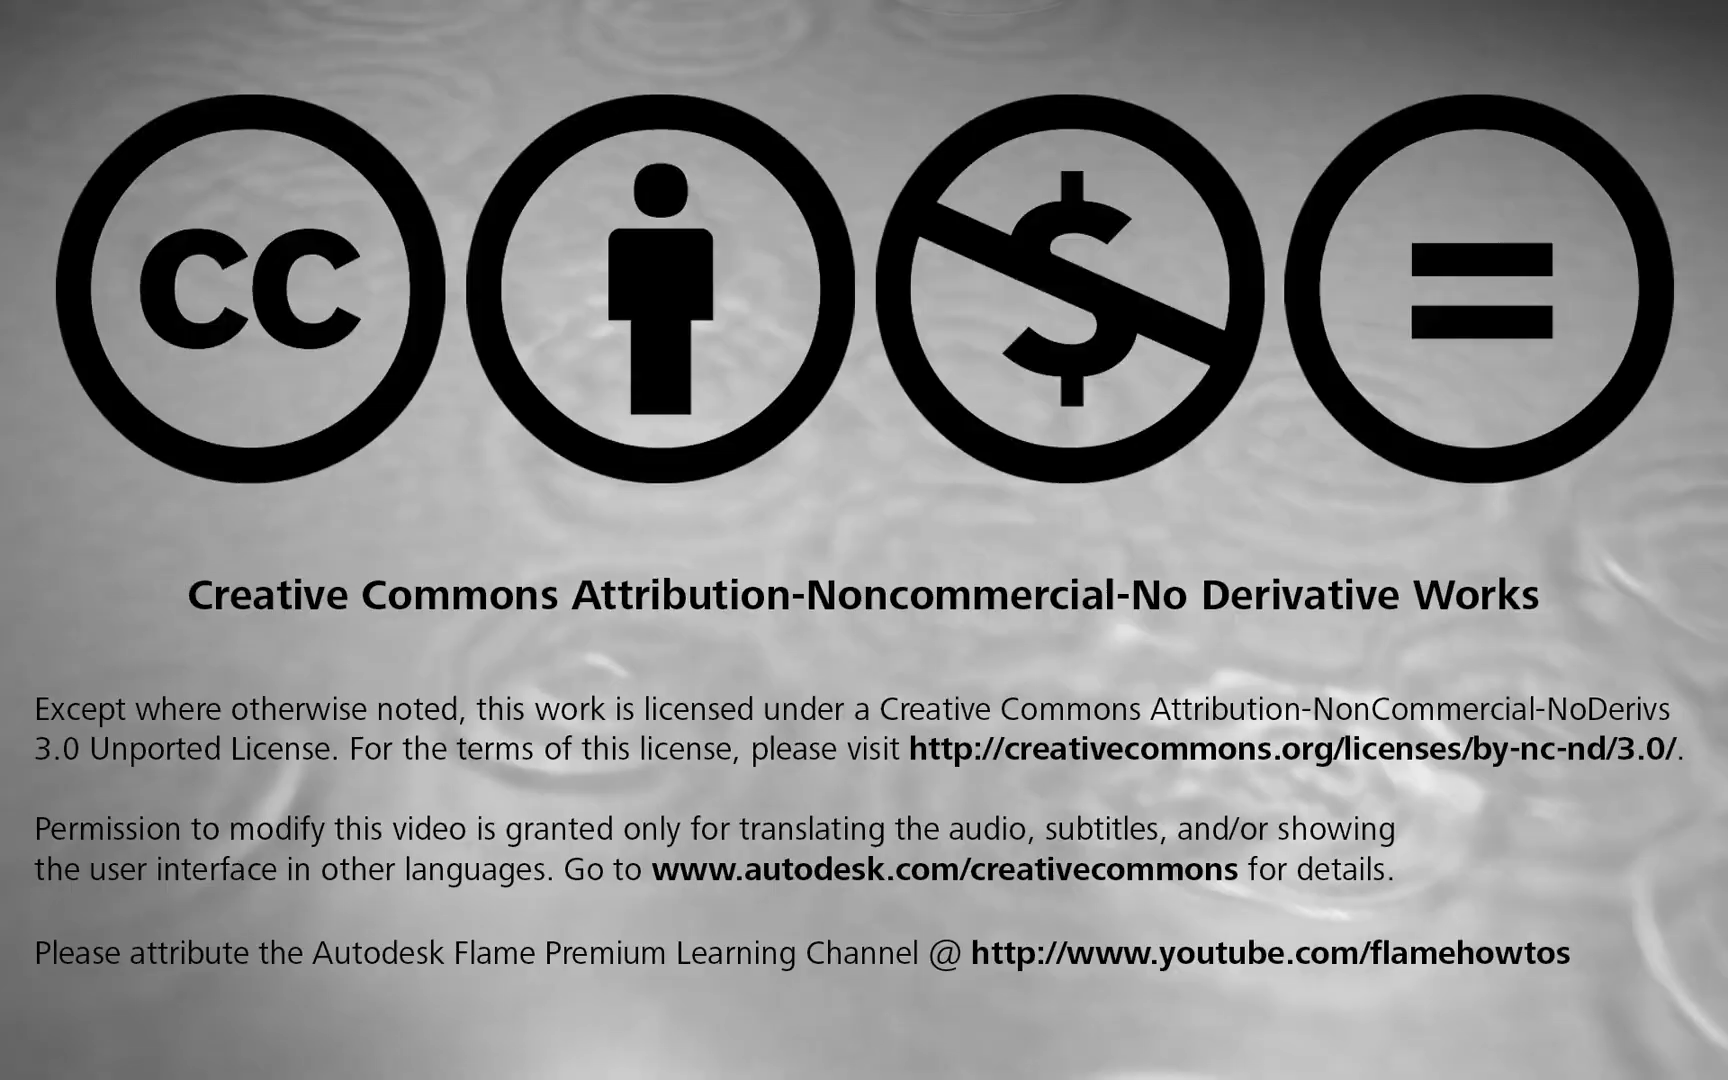 cc
$
=
Creative Commons Attribution-Noncommercial-No Derivative Works
Except where otherwise noted, this work is licensed under a Creative Commons Attribution-NonCommercial-NoDerivs
3.0 Unported License. For the terms of this license, please visit http://creativecommons.org/licenses/by-nc-nd/3.0/.
Permission to modify this video is granted only for translating the audio, subtitles, and/or showing
the user interface in other languages. Go to www.autodesk.com/creativecommons for details.
Please attribute the Autodesk Flame Premium Learning Channel @ http://www.youtube.com/flamehowtos